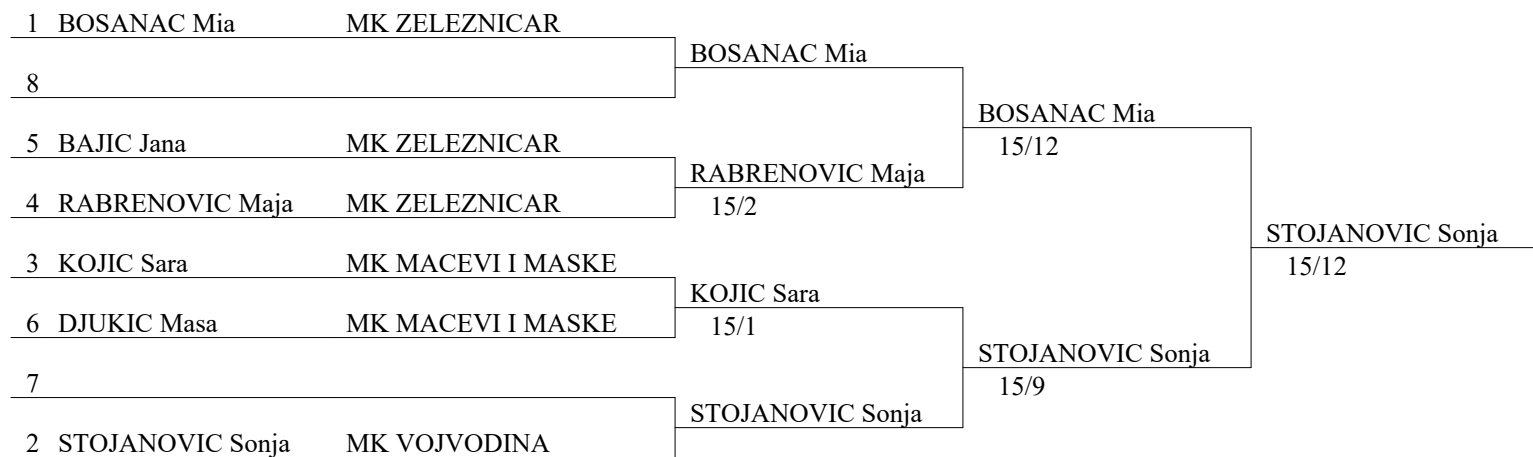 1 BOSANAC Mia MK ZELEZNICAR
BOSANAC Mia
8
BOSANAC Mia
15/12
5 BAJIC Jana MK ZELEZNICAR
RABRENOVIC Maja
15/2
4 RABRENOVIC Maja MK ZELEZNICAR
STOJANOVIC Sonja
15/12
3 KOJIC Sara MK MACEVI I MASKE
KOJIC Sara
15/1
6 DJUKIC Masa MK MACEVI I MASKE
STOJANOVIC Sonja
15/9
7
STOJANOVIC Sonja
2 STOJANOVIC Sonja MK VOJVODINA